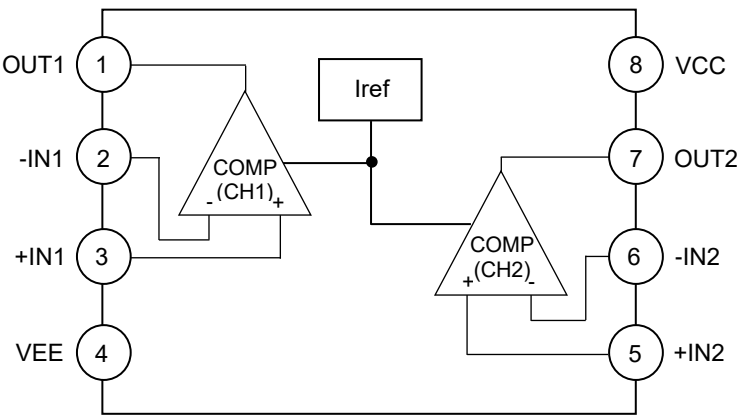 OUT1 1
-IN1 2
+IN1 3
VEE 4
COMP
(CH1)
- +
Iref
COMP
(CH2)
+ -
8 VCC
7 OUT2
6 -IN2
5 +IN2